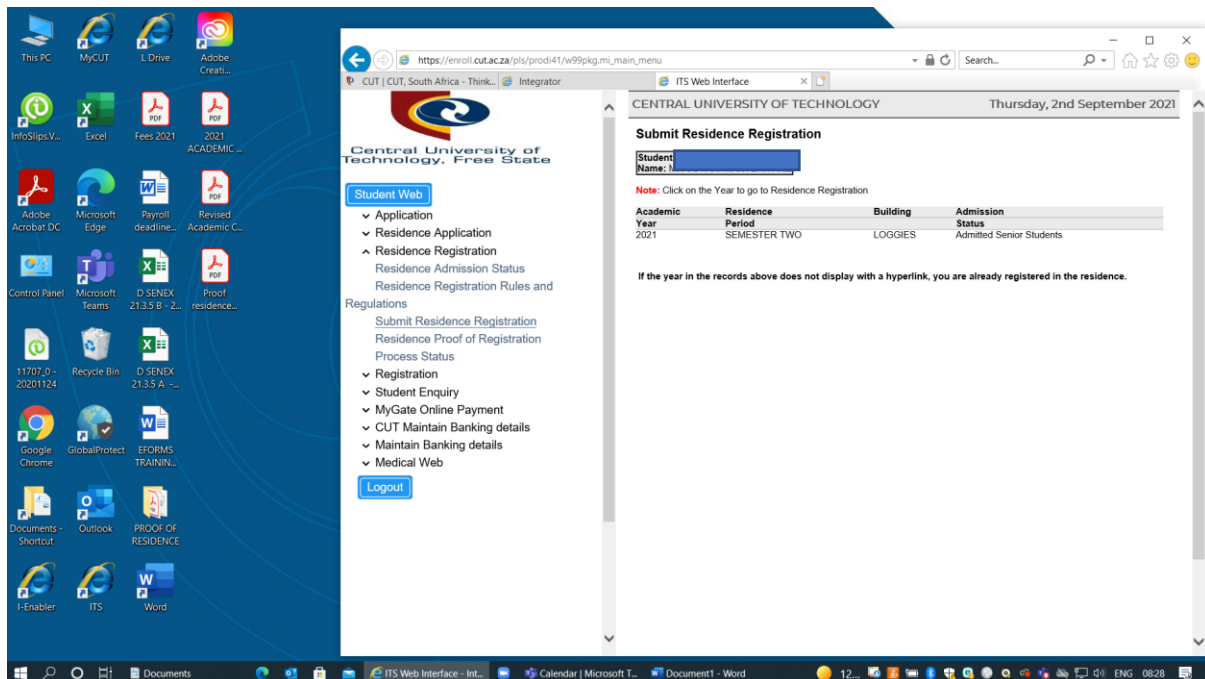 This PC
MyCUT
L Drive
Adobe
Creati...
InfoSlips.V...
Excel
Fees 2021
2021
ACADEMIC ...
Adobe
Acrobat DC
Microsoft
Edge
Payroll
deadline...
Revised
Academic C...
Control Panel
Microsoft
Teams
D SENEX
21.3.5 B - 2...
Proof
residence...
11707_0 -
20201124
Recycle Bin
D SENEX
21.3.5 A -...
Google
Chrome
GlobalProtect
EFORMS
TRAININ...
Documents -
Shortcut
Outlook
PROOF OF
RESIDENCE
I-Enabler
ITS
Word
https://enroll.cut.ac.za/pls/prodi41/w99pkg.mi_main_menu
Search...
CUT | CUT, South Africa - Think...
Integrator
ITS Web Interface
Central University of
Technology, Free State
Student Web
Application
Residence Application
Residence Registration
Residence Admission Status
Residence Registration Rules and
Regulations
Submit Residence Registration
Residence Proof of Registration
Process Status
Registration
Student Enquiry
MyGate Online Payment
CUT Maintain Banking details
Maintain Banking details
Medical Web
Logout
CENTRAL UNIVERSITY OF TECHNOLOGY Thursday, 2nd September 2021
Submit Residence Registration
Student
Name:
Note: Click on the Year to go to Residence Registration
Academic Residence Building Admission
Year Period Status
2021 SEMESTER TWO LOGGIES Admitted Senior Students
If the year in the records above does not display with a hyperlink, you are already registered in the residence.
Documents
ITS Web Interface - Int...
Calendar | Microsoft T...
Document1 - Word
12...
ENG
08:28